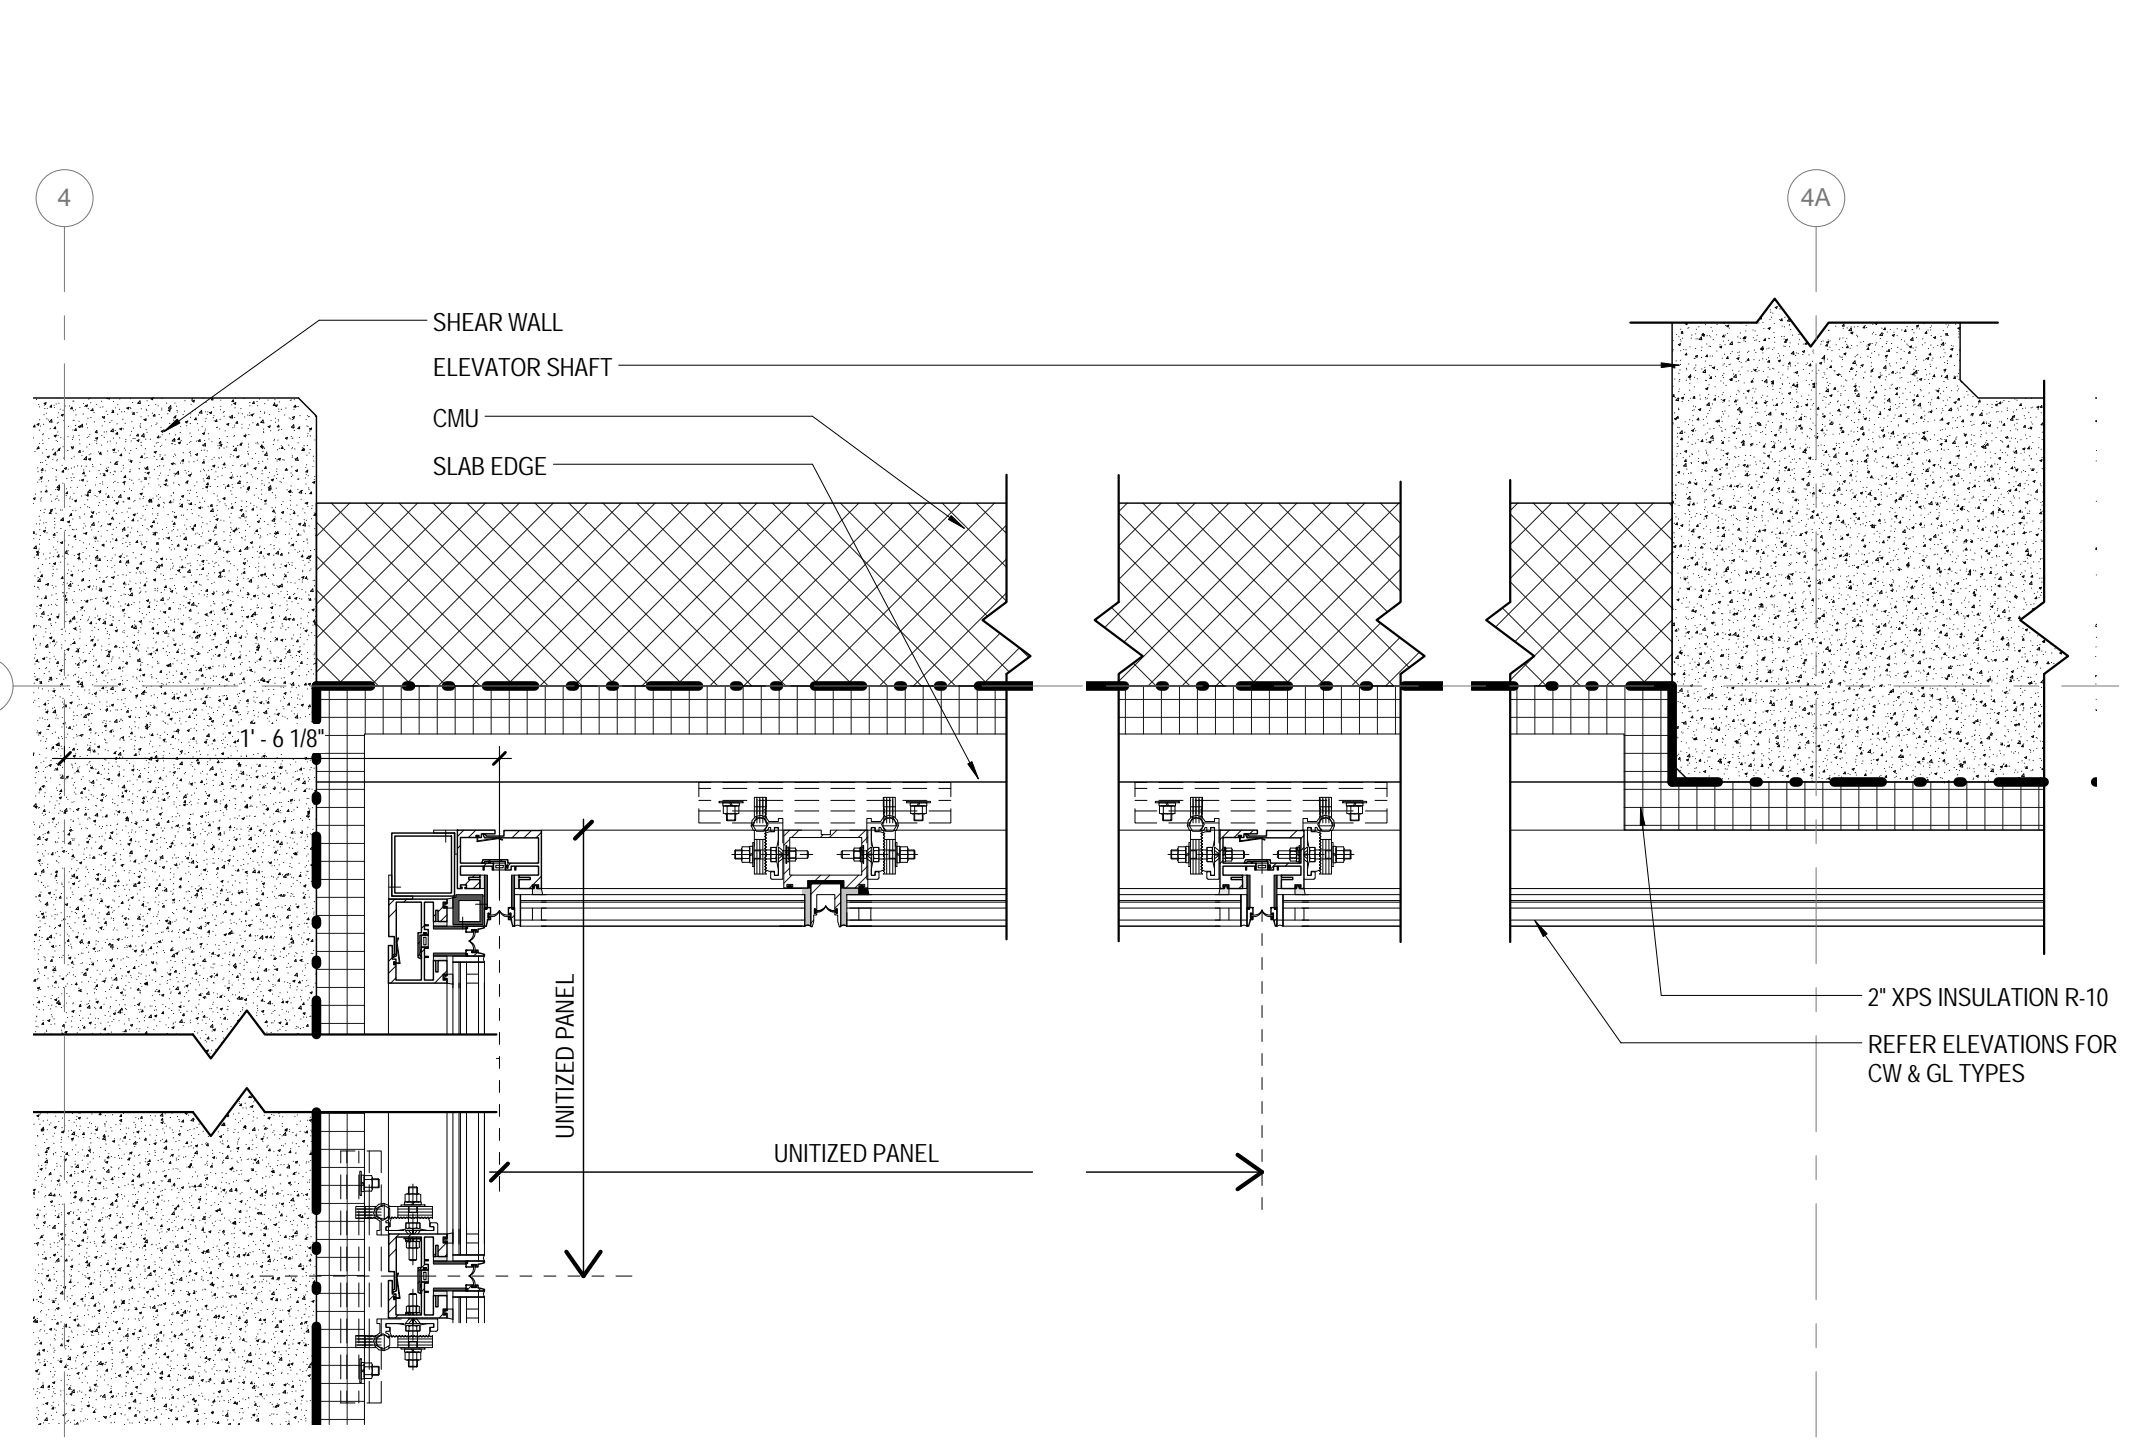 4
4A
SHEAR WALL
ELEVATOR SHAFT
CMU
SLAB EDGE
1' - 6 1/8"
UNITIZED PANEL
UNITIZED PANEL
2" XPS INSULATION R-10
REFER ELEVATIONS FOR
CW & GL TYPES